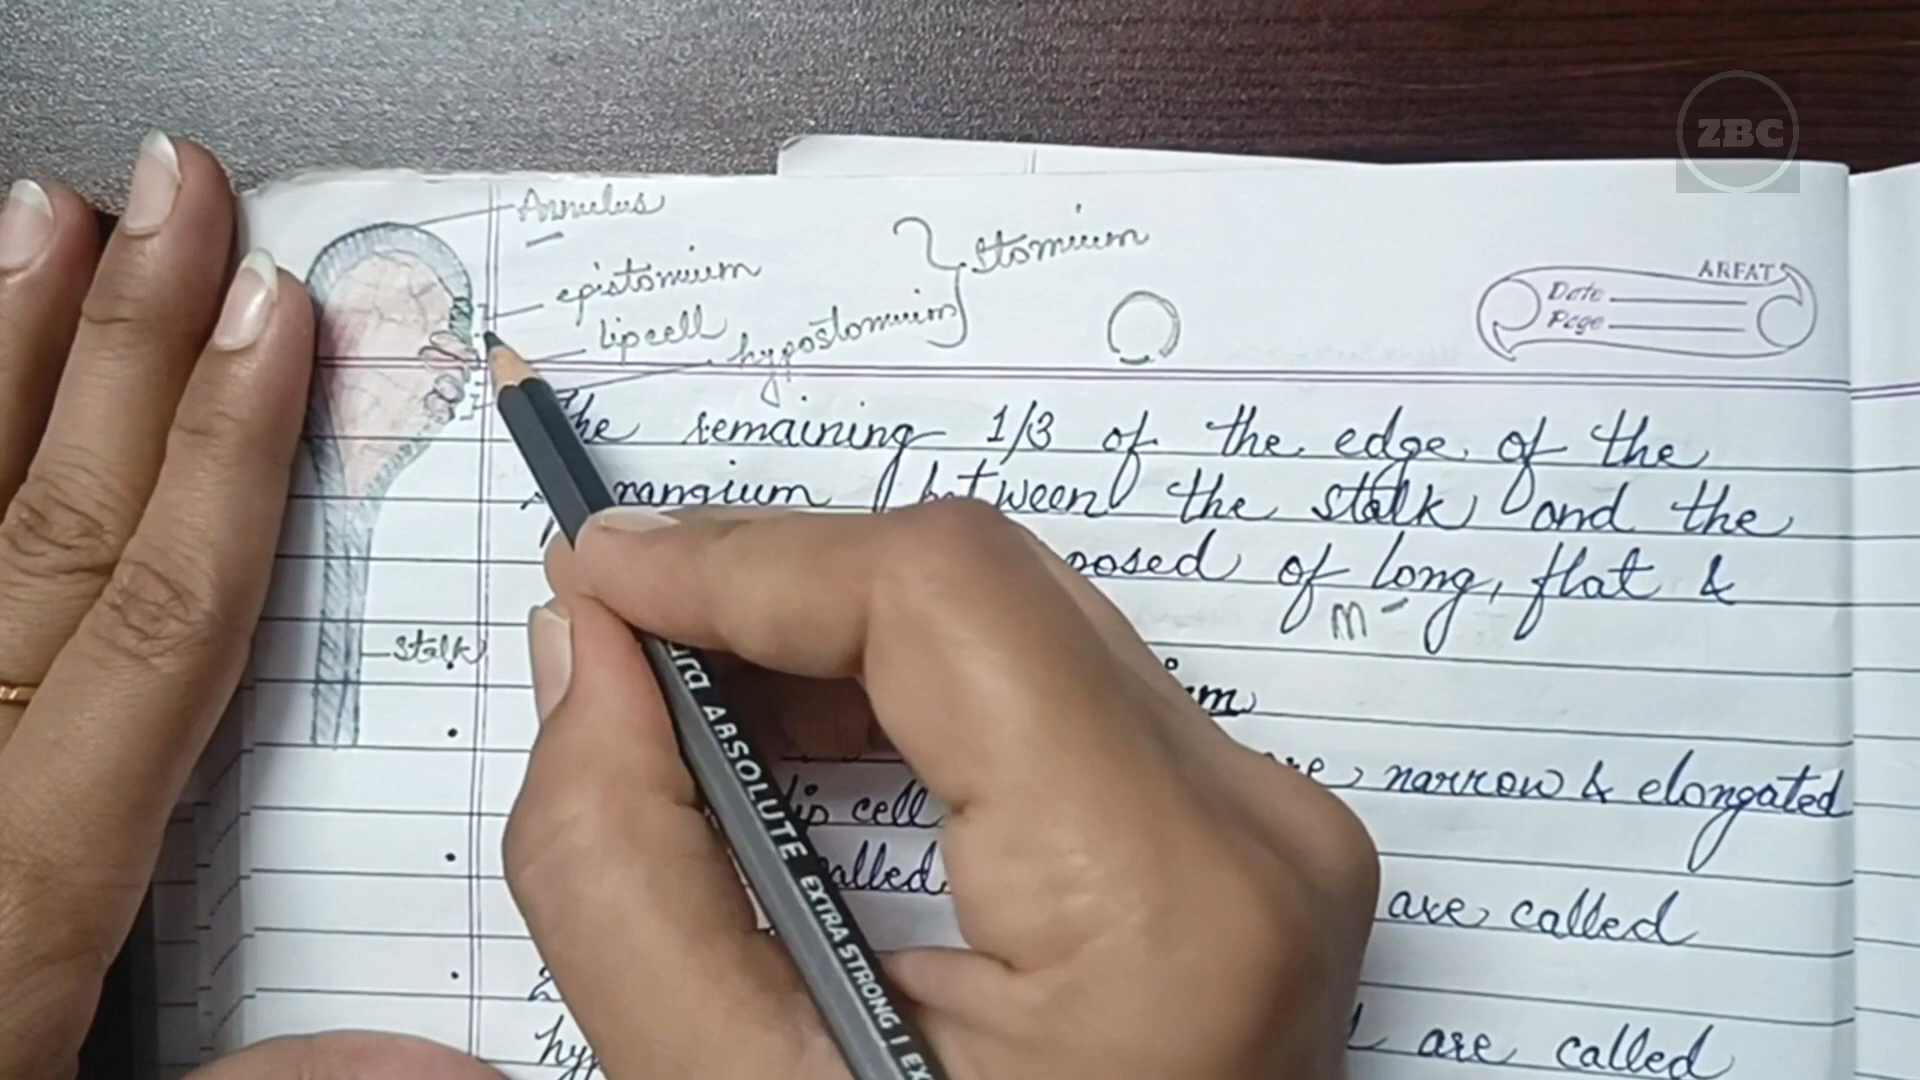 ZBC
Annulus
epistomium
lip cell
hypostomium
stomium
ARFAT
Date
Page
The remaining 1/3 of the edge of the
between the stalk and the
of long, flat &
m
Stalk
narrow & elongated
lip cell
called
are called
are called
ABSOLUTE EXTRA STRONG